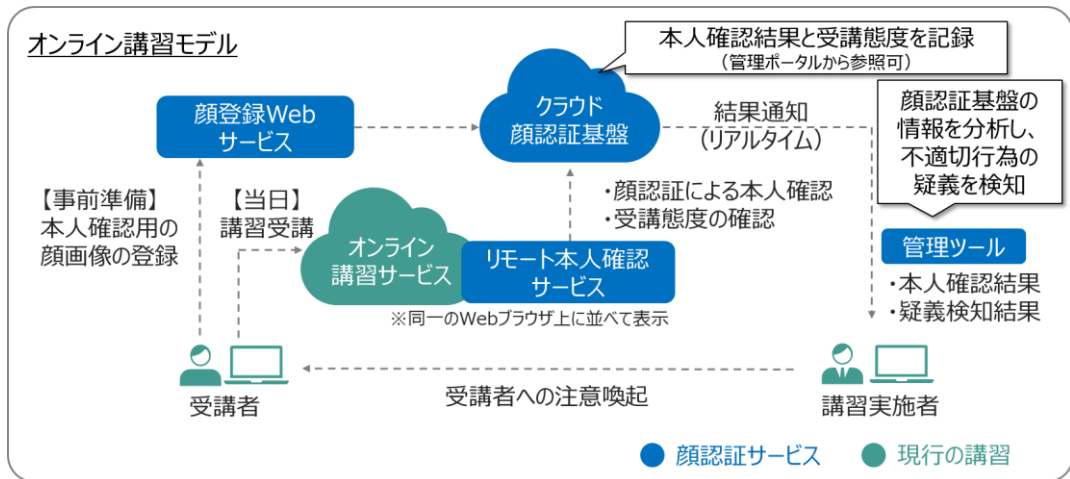 オンライン講習モデル
本人確認結果と受講態度を記録
（管理ポータルから参照可）
顔登録Web
サービス
クラウド
顔認証基盤
結果通知
(リアルタイム)
顔認証基盤の
情報を分析し、
不適切行為の
疑義を検知
【事前準備】
本人確認用の
顔画像の登録
【当日】
講習受講
・顔認証による本人確認
・受講態度の確認
オンライン
講習サービス
リモート本人確認
サービス
※同一のWebブラウザ上に並べて表示
管理ツール
・本人確認結果
・疑義検知結果
受講者
受講者への注意喚起
講習実施者
顔認証サービス
現行の講習